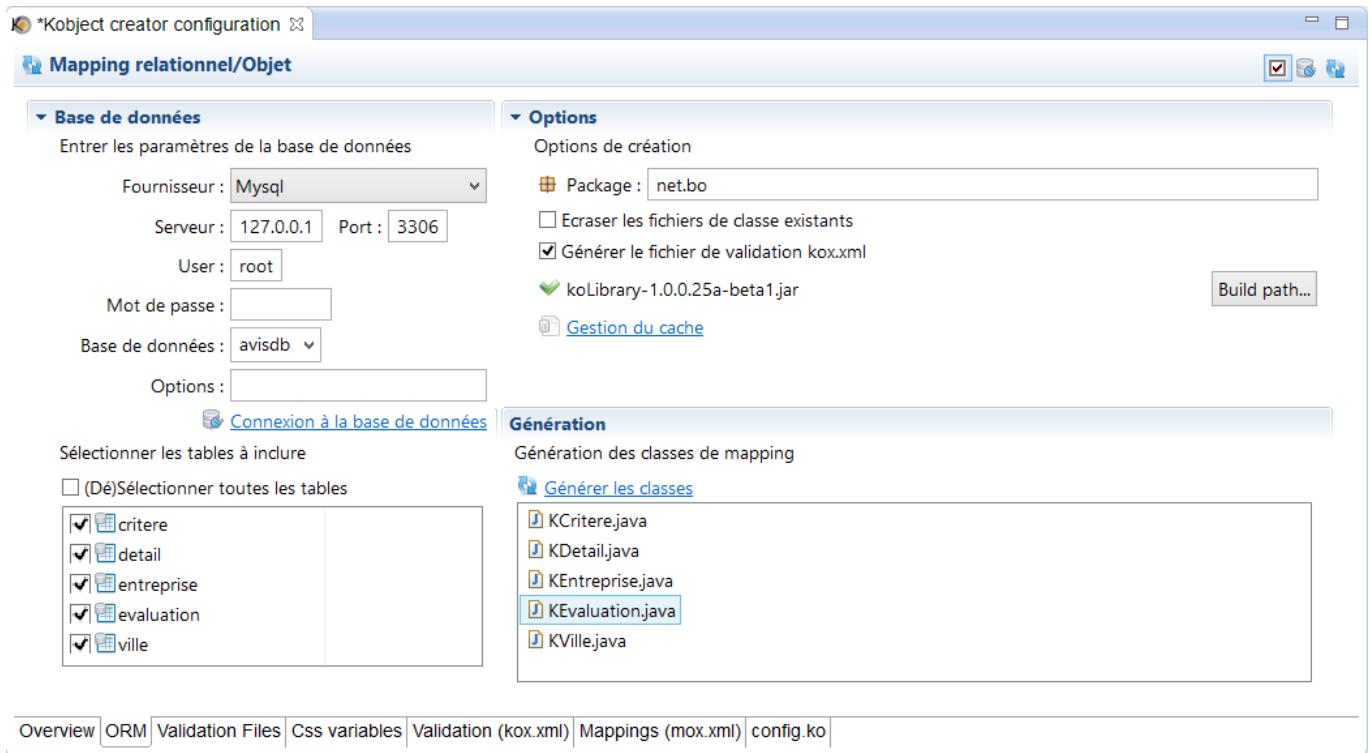 *Kobject creator configuration
Mapping relationnel/Objet
Base de données
Entrer les paramètres de la base de données
Fournisseur : Mysql
Serveur : 127.0.0.1 Port : 3306
User : root
Mot de passe :
Base de données : avisdb
Options :
Connexion à la base de données
Sélectionner les tables à inclure
(Dé)Sélectionner toutes les tables
critere
detail
entreprise
evaluation
ville
Options
Options de création
Package : net.bo
Ecraser les fichiers de classe existants
Générer le fichier de validation kox.xml
koLibrary-1.0.0.25a-beta1.jar Build path...
Gestion du cache
Génération
Génération des classes de mapping
Générer les classes
KCritere.java
KDetail.java
KEntreprise.java
KEvaluation.java
KVille.java
Overview ORM Validation Files Css variables Validation (kox.xml) Mappings (mox.xml) config.ko